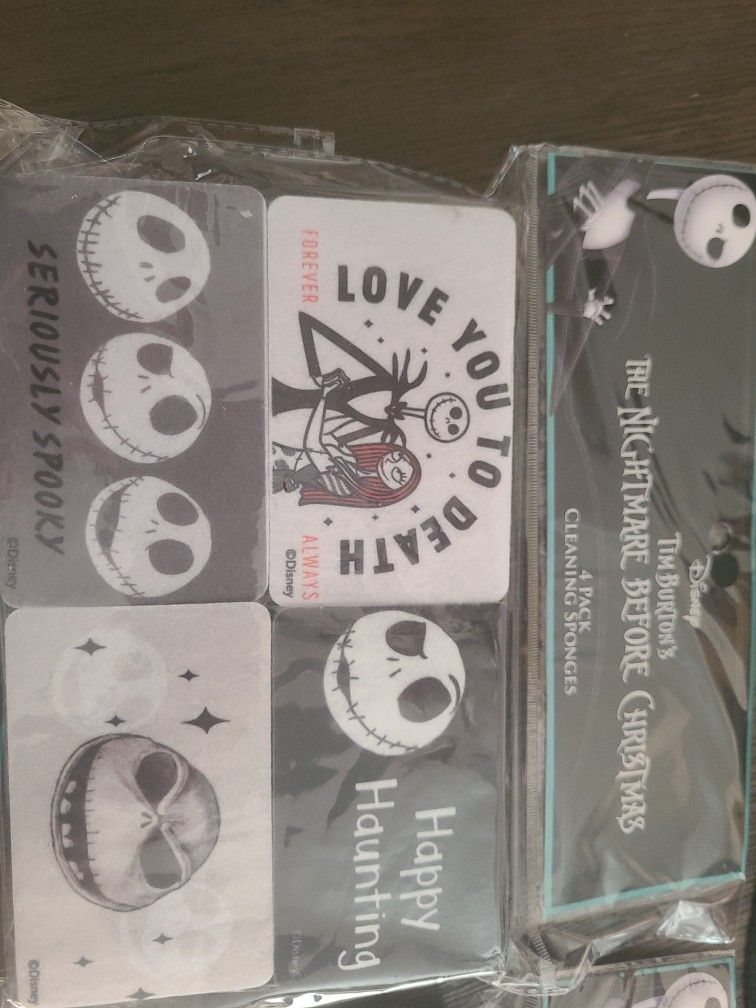 Disney
TIM BURTON'S
THE NIGHTMARE BEFORE CHRISTMAS
4 PACK
CLEANING SPONGES
LOVE YOU TO DEATH
FOREVER
ALWAYS
©Disney
Happy
Haunting
©Disney
SERIOUSLY SPOOKY
©Disney
©Disney